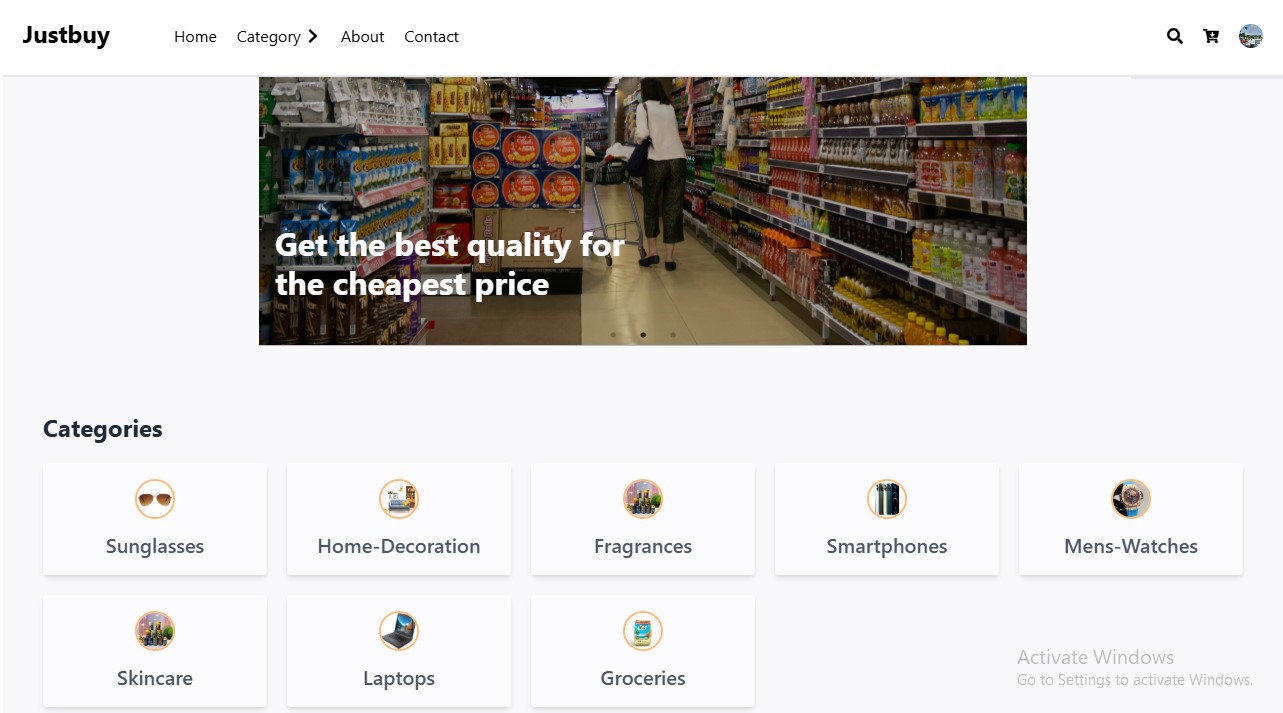 Justbuy
Home
Category
About
Contact
Get the best quality for
the cheapest price
Categories
Sunglasses
Home-Decoration
Fragrances
Smartphones
Mens-Watches
Skincare
Laptops
Groceries
Activate Windows
Go to Settings to activate Windows.